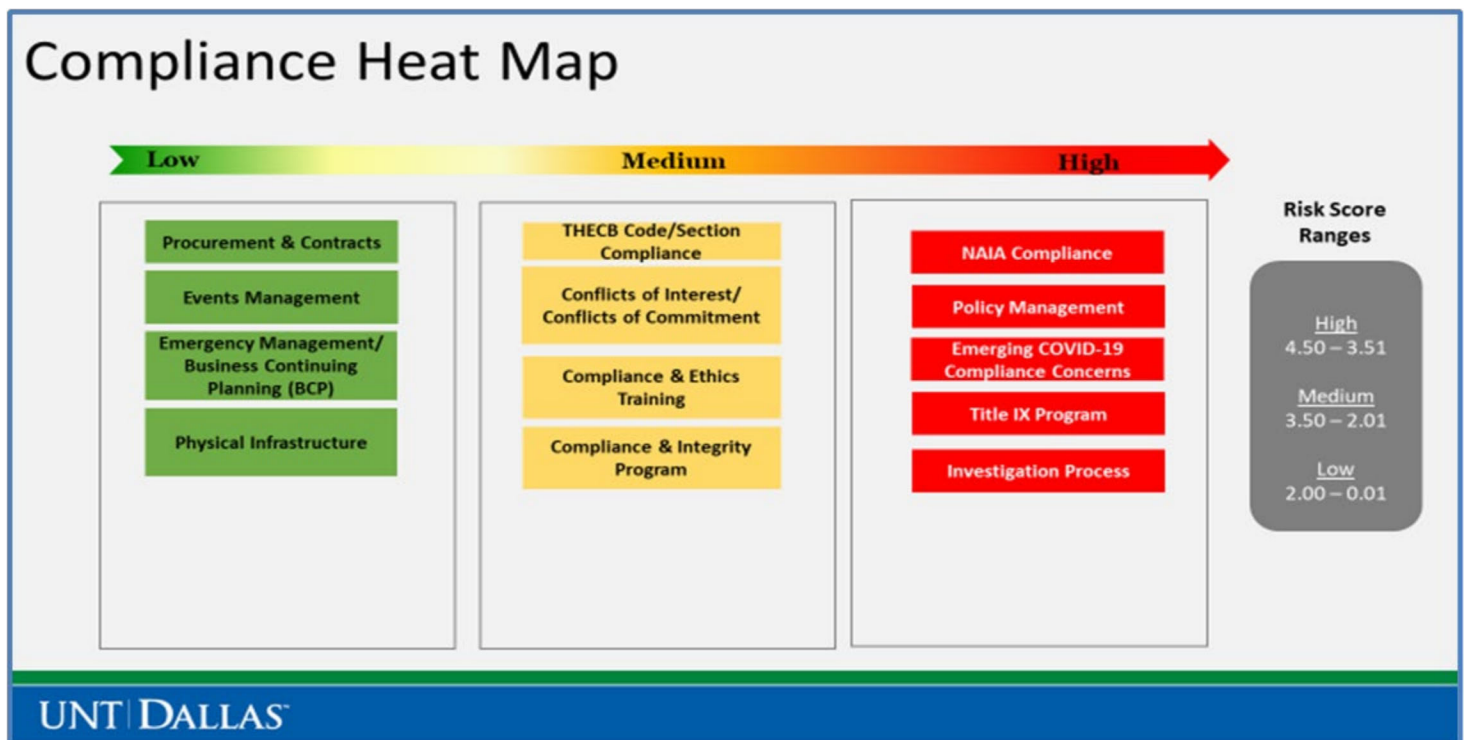 Compliance Heat Map
Low
Medium
High
Procurement & Contracts
Events Management
Emergency Management/
Business Continuing
Planning (BCP)
Physical Infrastructure
THECB Code/Section
Compliance
Conflicts of Interest/
Conflicts of Commitment
Compliance & Ethics
Training
Compliance & Integrity
Program
NAIA Compliance
Policy Management
Emerging COVID-19
Compliance Concerns
Title IX Program
Investigation Process
Risk Score
Ranges
High
4.50 – 3.51
Medium
3.50 – 2.01
Low
2.00 – 0.01
UNT DALLAS